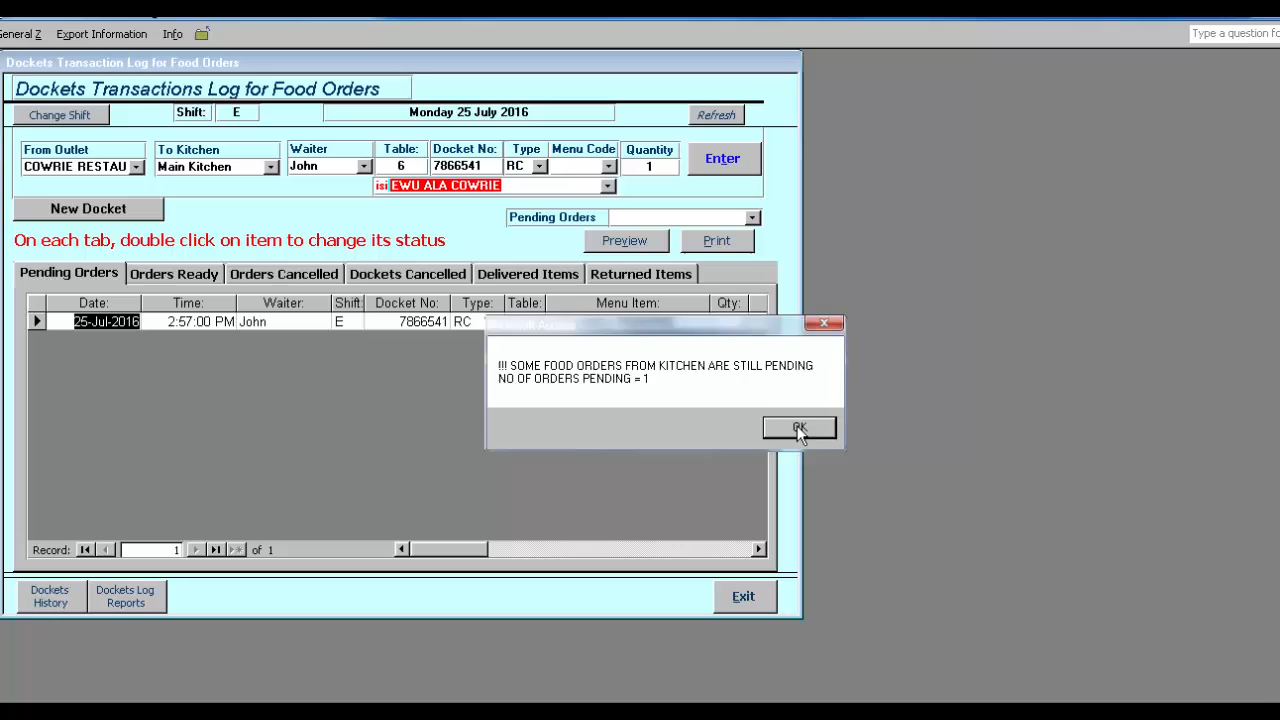 General Z Export Information Info Type a question fo
Dockets Transaction Log for Food Orders
Dockets Transactions Log for Food Orders
Change Shift Shift: E Monday 25 July 2016 Refresh
From Outlet To Kitchen Waiter Table: Docket No: Type Menu Code Quantity
COWRIE RESTAU Main Kitchen John 6 7866541 RC 1 Enter
isi EWU ALA COWRIE
New Docket
Pending Orders
On each tab, double click on item to change its status
Preview Print
Pending Orders Orders Ready Orders Cancelled Dockets Cancelled Delivered Items Returned Items
Date: Time: Waiter: Shift: Docket No: Type: Table: Menu Item: Qty:
25-Jul-2016 2:57:00 PM John E 7866541 RC
!!! SOME FOOD ORDERS FROM KITCHEN ARE STILL PENDING
NO OF ORDERS PENDING = 1
OK
Record: 1 of 1
Dockets History
Dockets Log Reports
Exit